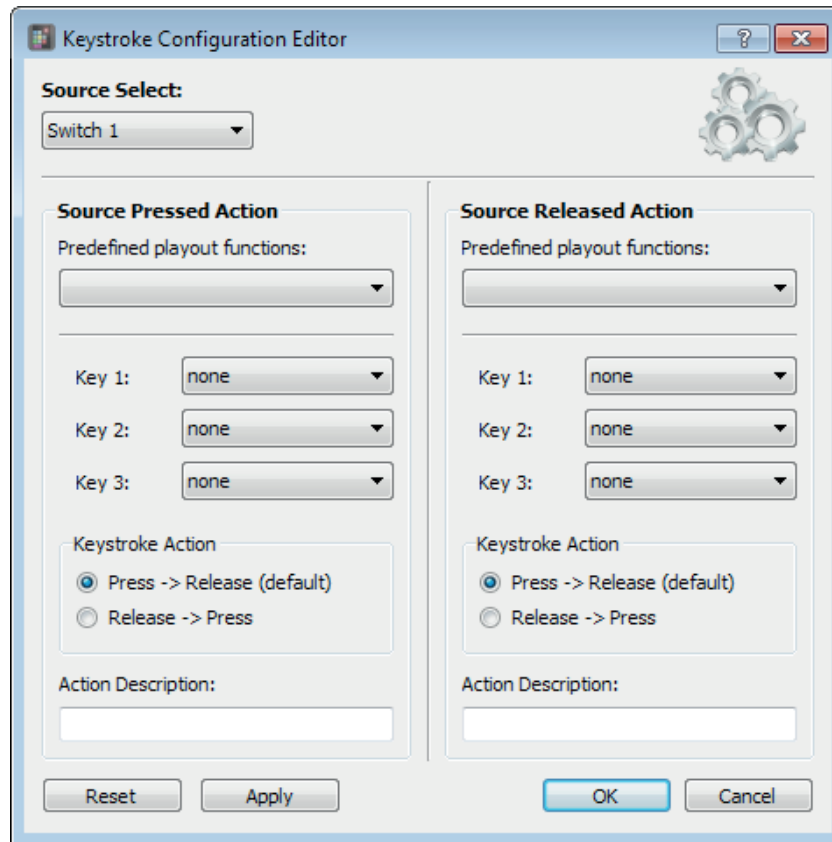 Keystroke Configuration Editor
Source Select:
Switch 1
Source Pressed Action
Predefined playout functions:
Key 1: none
Key 2: none
Key 3: none
Keystroke Action
Press -> Release (default)
Release -> Press
Action Description:
Source Released Action
Predefined playout functions:
Key 1: none
Key 2: none
Key 3: none
Keystroke Action
Press -> Release (default)
Release -> Press
Action Description:
Reset Apply OK Cancel